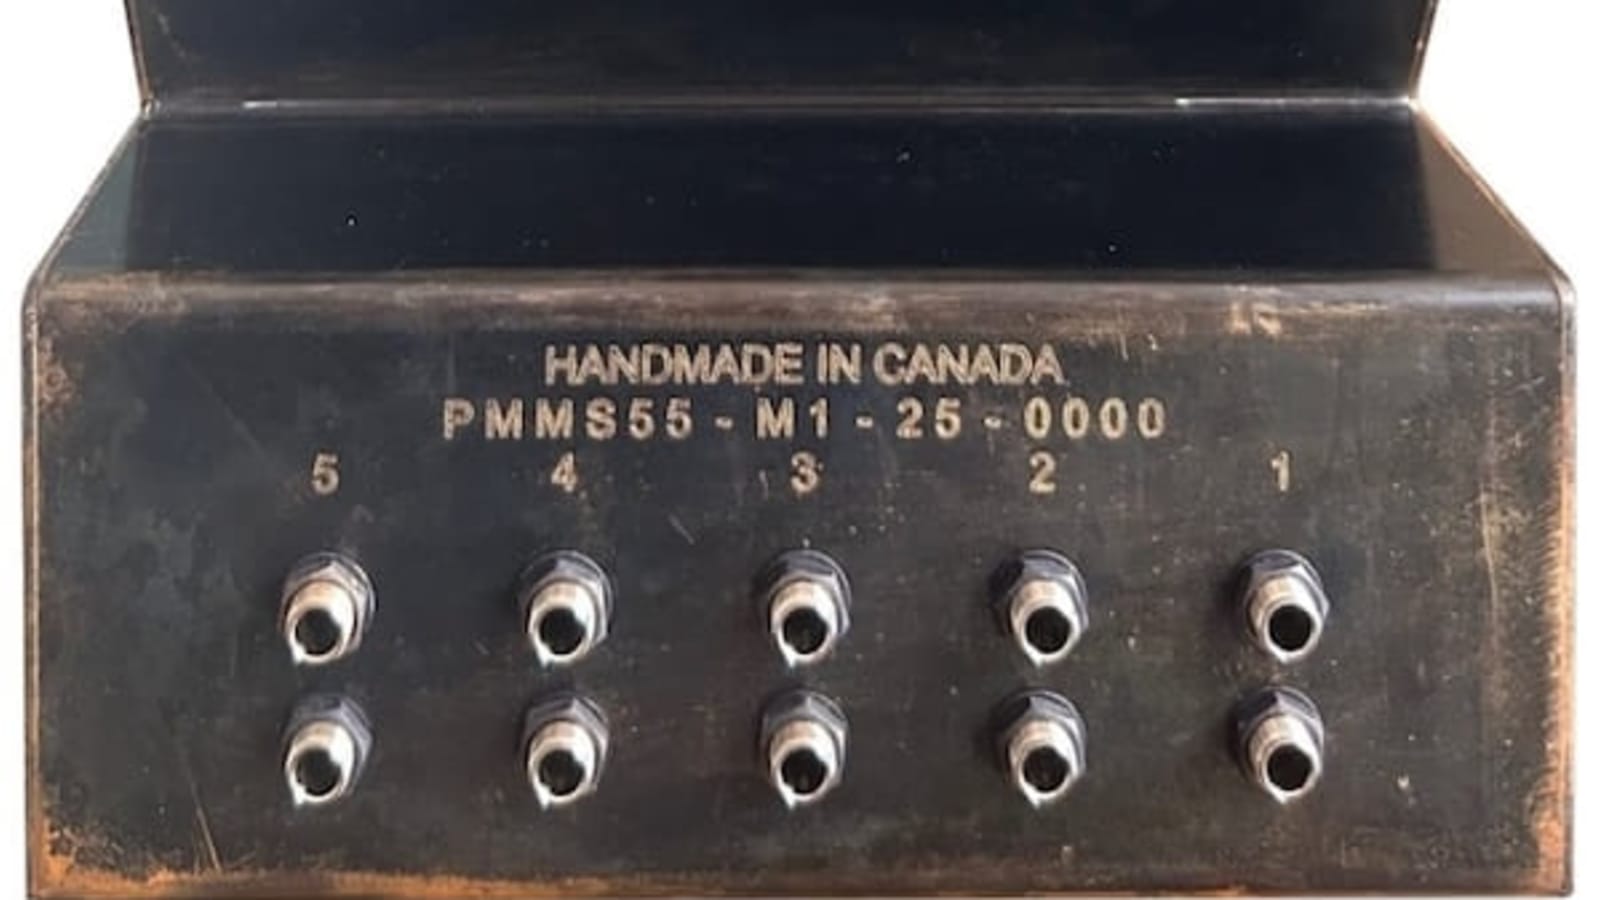 HANDMADE IN CANADA
PMMS55 - M1 - 25 - 0000
5 4 3 2 1